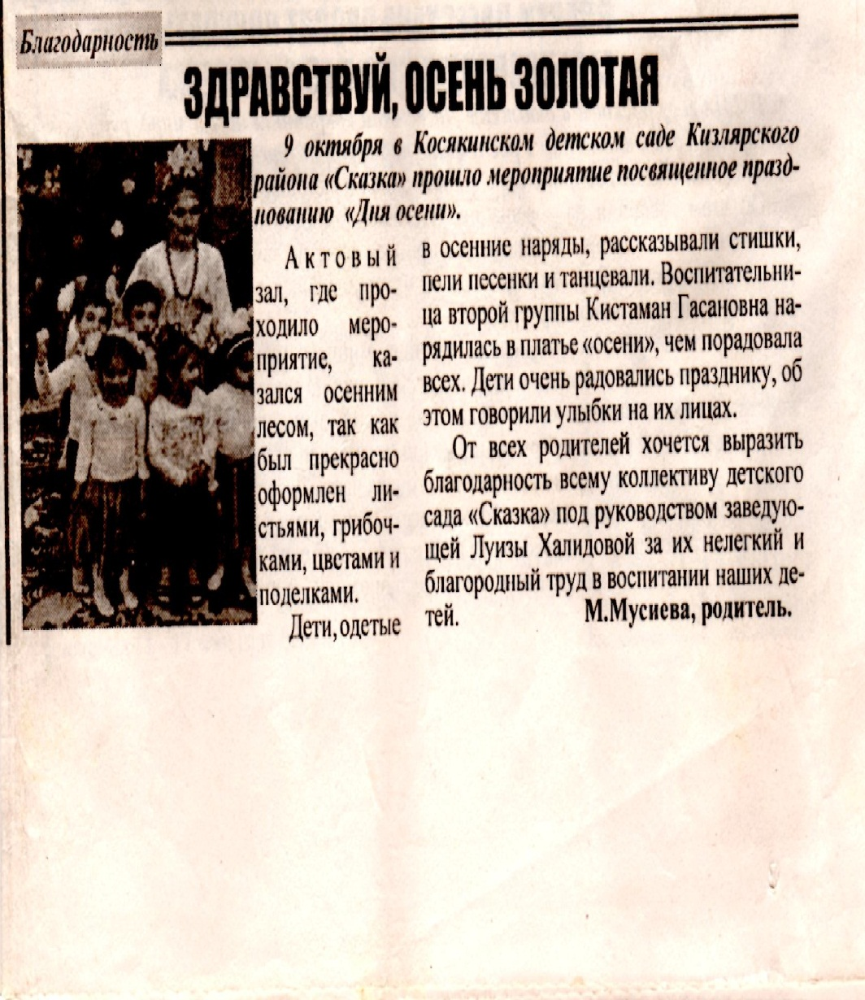 Благодарность
ЗДРАВСТВУЙ, ОСЕНЬ ЗОЛОТАЯ
9 октября в Косякинском детском саде Кизлярского
района «Сказка» прошло мероприятие посвященное празд-
нованию «Дня осени».
Актовый
зал, где про-
ходило меро-
приятие, ка-
зался осенним
лесом, так как
был прекрасно
оформлен ли-
стьями, грибоч-
ками, цветами и
поделками.
Дети, одетые
в осенние наряды, рассказывали стишки,
пели песенки и танцевали. Воспитательни-
ца второй группы Кистаман Гасановна на-
рядилась в платье «осени», чем порадовала
всех. Дети очень радовались празднику, об
этом говорили улыбки на их лицах.
От всех родителей хочется выразить
благодарность всему коллективу детского
сада «Сказка» под руководством заведую-
щей Луизы Халидовой за их нелегкий и
благородный труд в воспитании наших де-
тей. М.Мусиева, родитель.